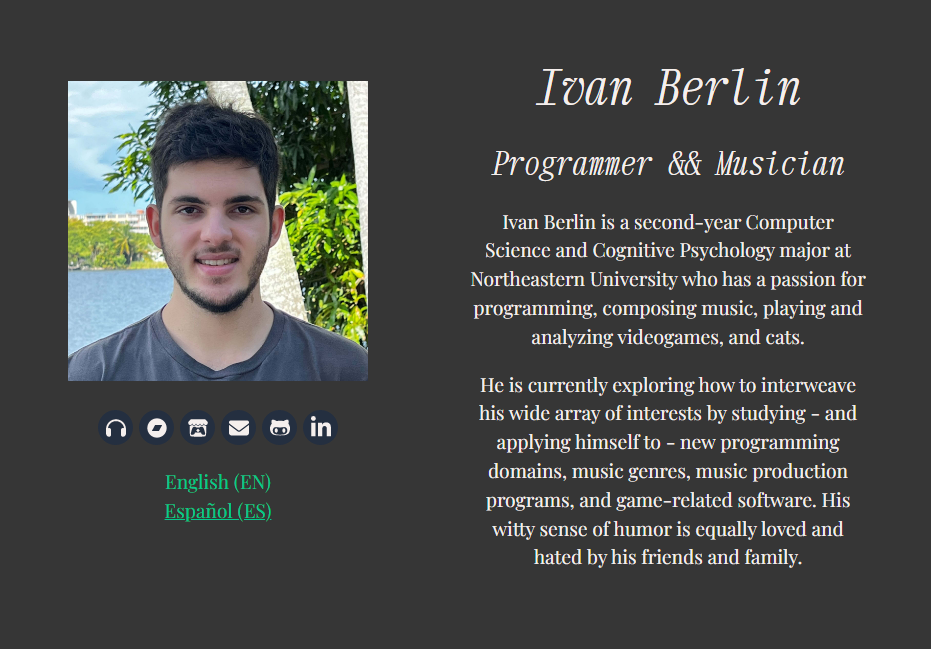 Ivan Berlin
Programmer && Musician
Ivan Berlin is a second-year Computer
Science and Cognitive Psychology major at
Northeastern University who has a passion for
programming, composing music, playing and
analyzing videogames, and cats.
He is currently exploring how to interweave
his wide array of interests by studying - and
applying himself to - new programming
domains, music genres, music production
programs, and game-related software. His
witty sense of humor is equally loved and
hated by his friends and family.
English (EN)
Español (ES)